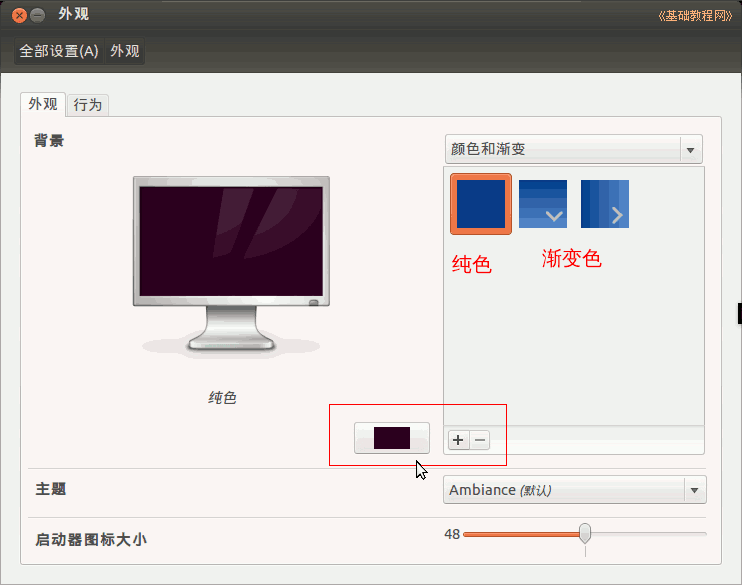 外观
《基础教程网》
全部设置(A) 外观
外观 行为
背景
颜色和渐变
纯色
渐变色
纯色
主题
Ambiance (默认)
启动器图标大小
48